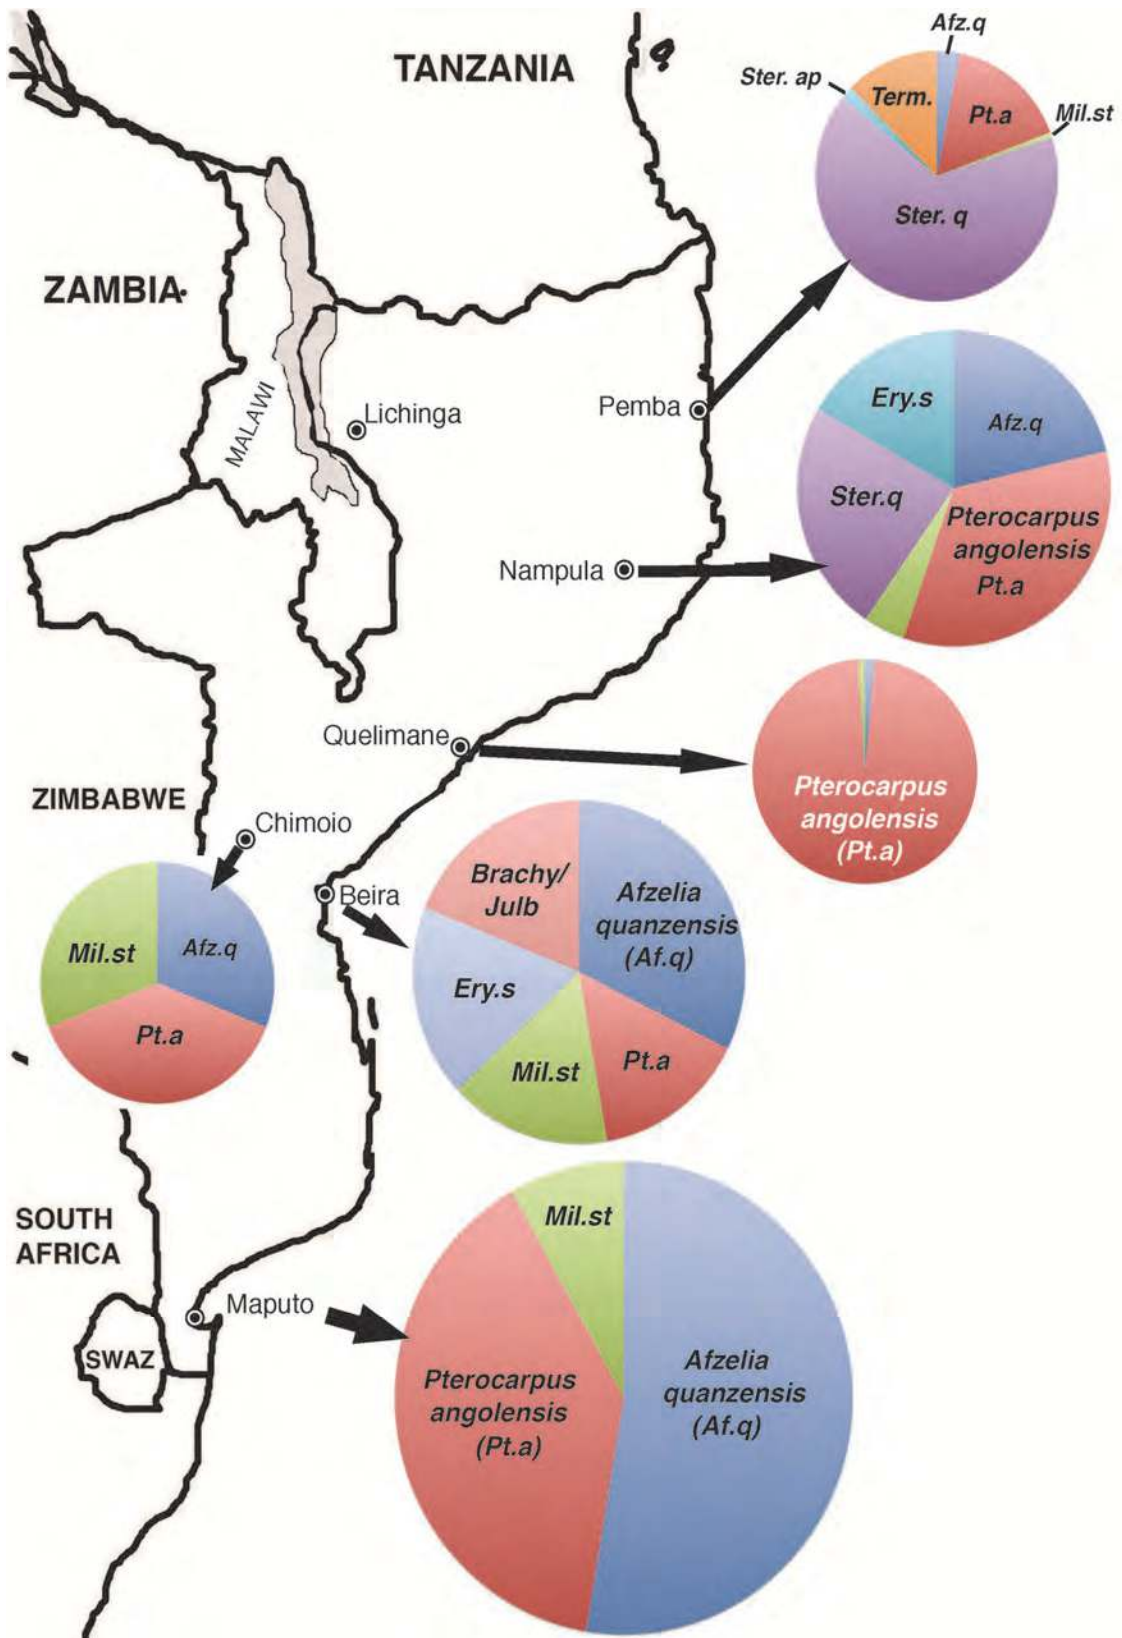 TANZANIA
Afz.q
Ster. ap
Term.
Pt.a
Mil.st
Ster. q
ZAMBIA
MALAWI
Lichinga
Pemba
Ery.s
Afz.q
Ster.q
Pterocarpus
angolensis
Pt.a
Nampula
Quelimane
Pterocarpus
angolensis
(Pt.a)
ZIMBABWE
Chimoio
Beira
Mil.st
Afz.q
Pt.a
Brachy/
Julb
Afzelia
quanzensis
(Af.q)
Ery.s
Mil.st
Pt.a
SOUTH
AFRICA
Maputo
SWAZ
Mil.st
Pterocarpus
angolensis
(Pt.a)
Afzelia
quanzensis
(Af.q)